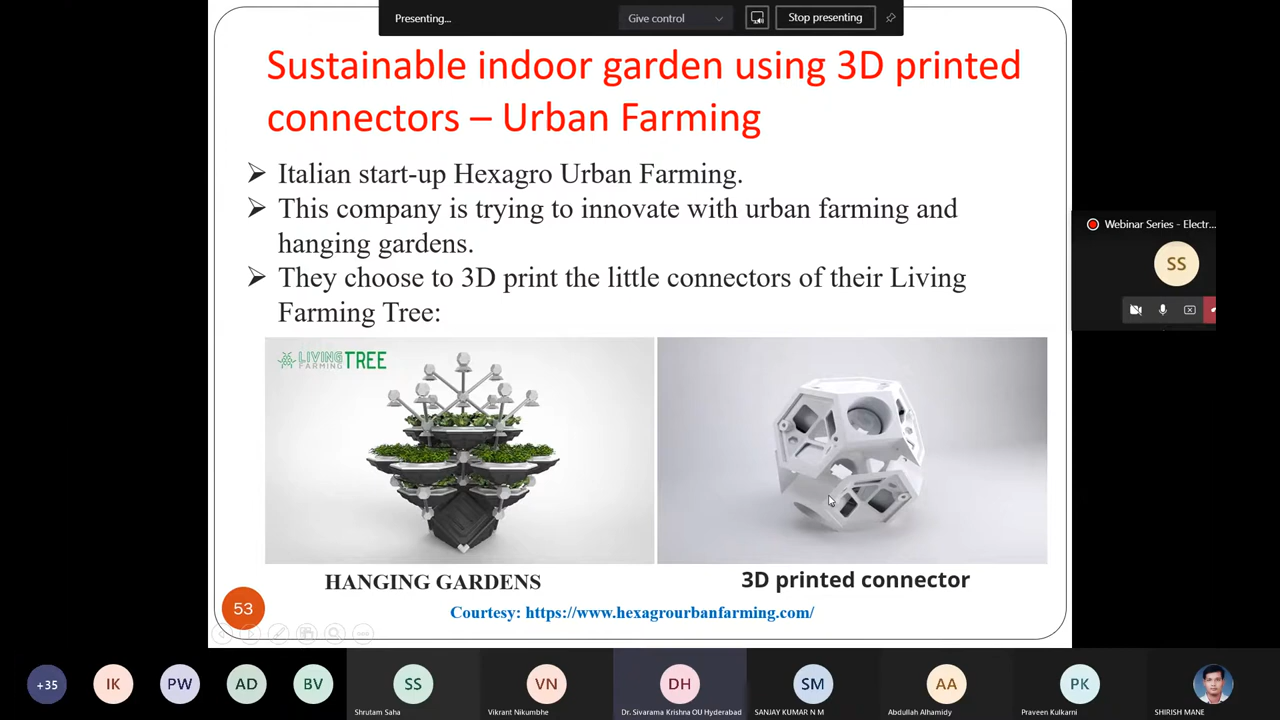 Presenting...
Give control
Stop presenting
Sustainable indoor garden using 3D printed
connectors – Urban Farming
Italian start-up Hexagro Urban Farming.
This company is trying to innovate with urban farming and
hanging gardens.
They choose to 3D print the little connectors of their Living
Farming Tree:
Webinar Series - Electr...
SS
LIVING
FARMING
TREE
HANGING GARDENS
3D printed connector
53
Courtesy: https://www.hexagrourbanfarming.com/
+35
IK
PW
AD
BV
SS
Shrutam Saha
VN
Vikrant Nikumbhe
DH
Dr. Sivarama Krishna OU Hyderabad
SM
SANJAY KUMAR N M
AA
Abdullah Alhamidy
PK
Praveen Kulkarni
SHIRISH MANE